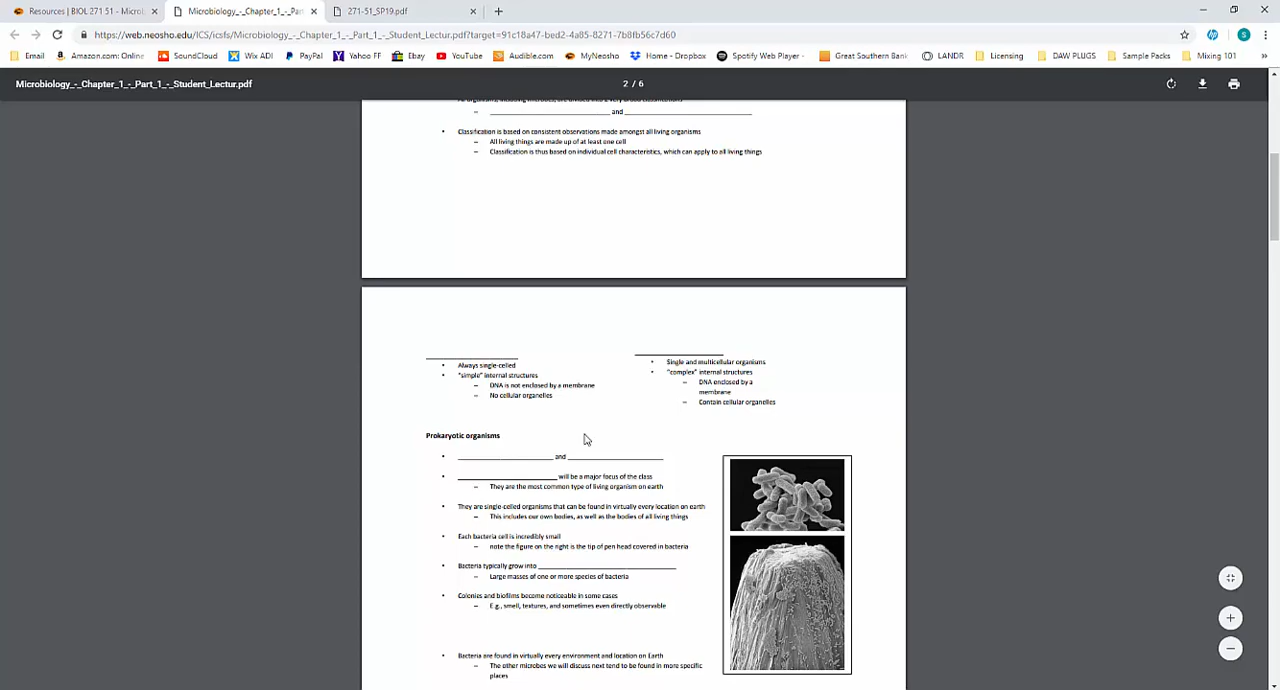 Resources | BIOL 271 51 - Microb
Microbiology_-_Chapter_1_-_Part
271-51_SP19.pdf
https://web.neosho.edu/ICS/icsfs/Microbiology_-_Chapter_1_-_Part_1_-_Student_Lectur.pdf?target=91c18a47-bed2-4a85-8271-7b8fb56c7d60
Email Amazon.com: Online SoundCloud Wix ADI PayPal Yahoo FF Ebay YouTube Audible.com MyNeosho Home - Dropbox Spotify Web Player - Great Southern Bank LANDR Licensing DAW PLUGS Sample Packs Mixing 101
Microbiology_-_Chapter_1_-_Part_1_-_Student_Lectur.pdf
2 / 6
All organisms, including microbes, are divided into 2 very broad classifications
– ____________ and ____________
• Classification is based on consistent observations made amongst all living organisms
– All living things are made up of at least one cell
– Classification is thus based on individual cell characteristics, which can apply to all living things
• Always single-celled
• "simple" internal structures
– DNA is not enclosed by a membrane
– No cellular organelles
• Single and multicellular organisms
• "complex" internal structures
– DNA enclosed by a
membrane
– Contain cellular organelles
Prokaryotic organisms
• ____________ and ____________
• ____________ will be a major focus of the class
– They are the most common type of living organism on earth
• They are single-celled organisms that can be found in virtually every location on earth
– This includes our own bodies, as well as the bodies of all living things
• Each bacteria cell is incredibly small
– note the figure on the right is the tip of pen head covered in bacteria
• Bacteria typically grow into ____________
– Large masses of one or more species of bacteria
• Colonies and biofilms become noticeable in some cases
– E.g., smell, textures, and sometimes even directly observable
• Bacteria are found in virtually every environment and location on Earth
– The other microbes we will discuss next tend to be found in more specific
places